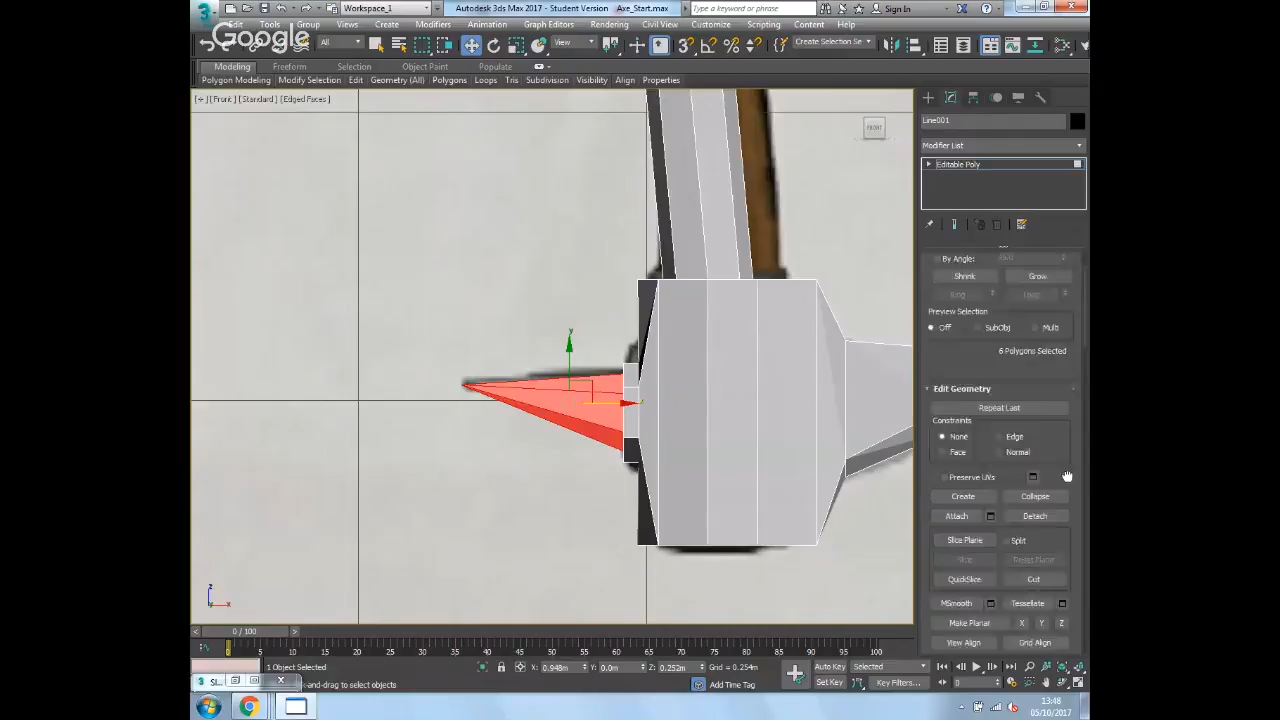 3 Workspace_1 Autodesk 3ds Max 2017 - Student Version Axe_Start.max Type a keyword or phrase Sign In
MAX Edit Tools Group Views Create Modifiers Animation Graph Editors Rendering Civil View Customize Scripting Content Help
Google
All View Create Selection Se
Modeling Freeform Selection Object Paint Populate
Polygon Modeling Modify Selection Edit Geometry (All) Polygons Loops Tris Subdivision Visibility Align Properties
[+] [Front] [Standard] [Edged Faces]
FRONT
Line001
Modifier List
Editable Poly
By Angle:
Shrink Grow
Ring Loop
Preview Selection
Off SubObj Multi
6 Polygons Selected
Edit Geometry
Repeat Last
Constraints
None Edge
Face Normal
Preserve UVs
Create Collapse
Attach Detach
Slice Plane Split
Slice Reset Plane
QuickSlice Cut
MSmooth Tessellate
Make Planar X Y Z
View Align Grid Align
y
z
x
0 / 100
5 10 15 20 25 30 35 40 45 50 55 60 65 70 75 80 85 90 95 100
1 Object Selected X: 0.948m Y: 0.0m Z: 0.252m Grid = 0.254m Auto Key Selected
and-drag to select objects Add Time Tag Set Key Key Filters... 0
13:48
05/10/2017